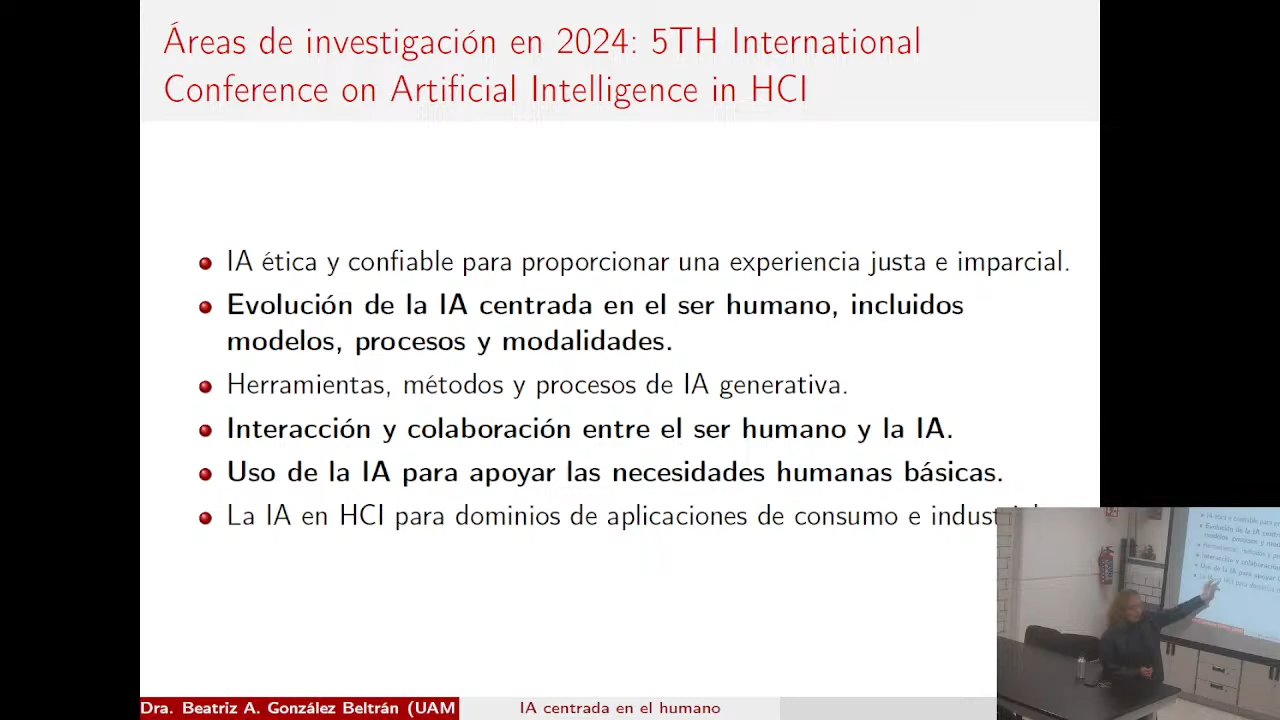 Áreas de investigación en 2024: 5TH International
Conference on Artificial Intelligence in HCI
IA ética y confiable para proporcionar una experiencia justa e imparcial.
Evolución de la IA centrada en el ser humano, incluidos
modelos, procesos y modalidades.
Herramientas, métodos y procesos de IA generativa.
Interacción y colaboración entre el ser humano y la IA.
Uso de la IA para apoyar las necesidades humanas básicas.
La IA en HCI para dominios de aplicaciones de consumo e
Dra. Beatriz A. González Beltrán (UAM
IA centrada en el humano